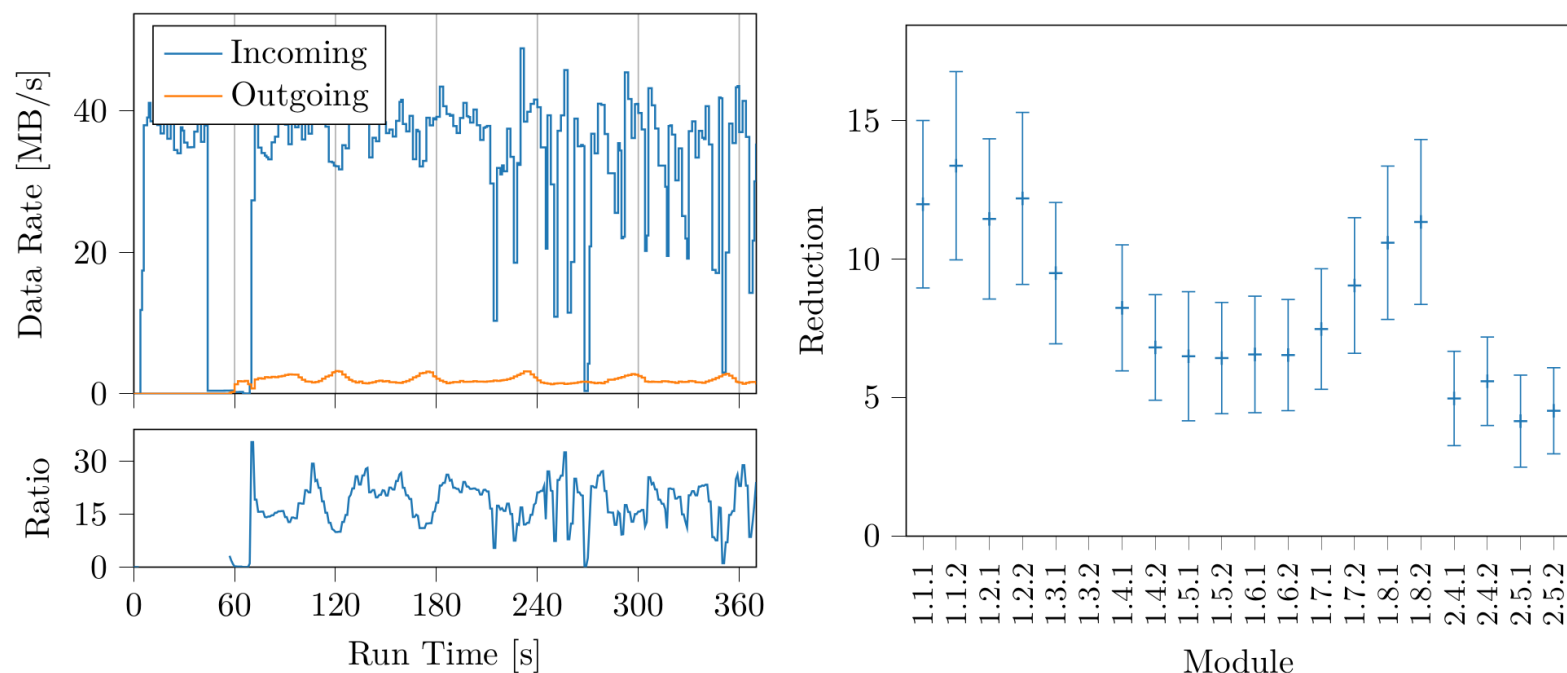 Incoming
Outgoing
Data Rate [MB/s]
40
20
0
Ratio
30
15
0
0 60 120 180 240 300 360
Run Time [s]
Reduction
15
10
5
0
1.1.1 1.1.2 1.2.1 1.2.2 1.3.1 1.3.2 1.4.1 1.4.2 1.5.1 1.5.2 1.6.1 1.6.2 1.7.1 1.7.2 1.8.1 1.8.2 2.4.1 2.4.2 2.5.1 2.5.2
Module